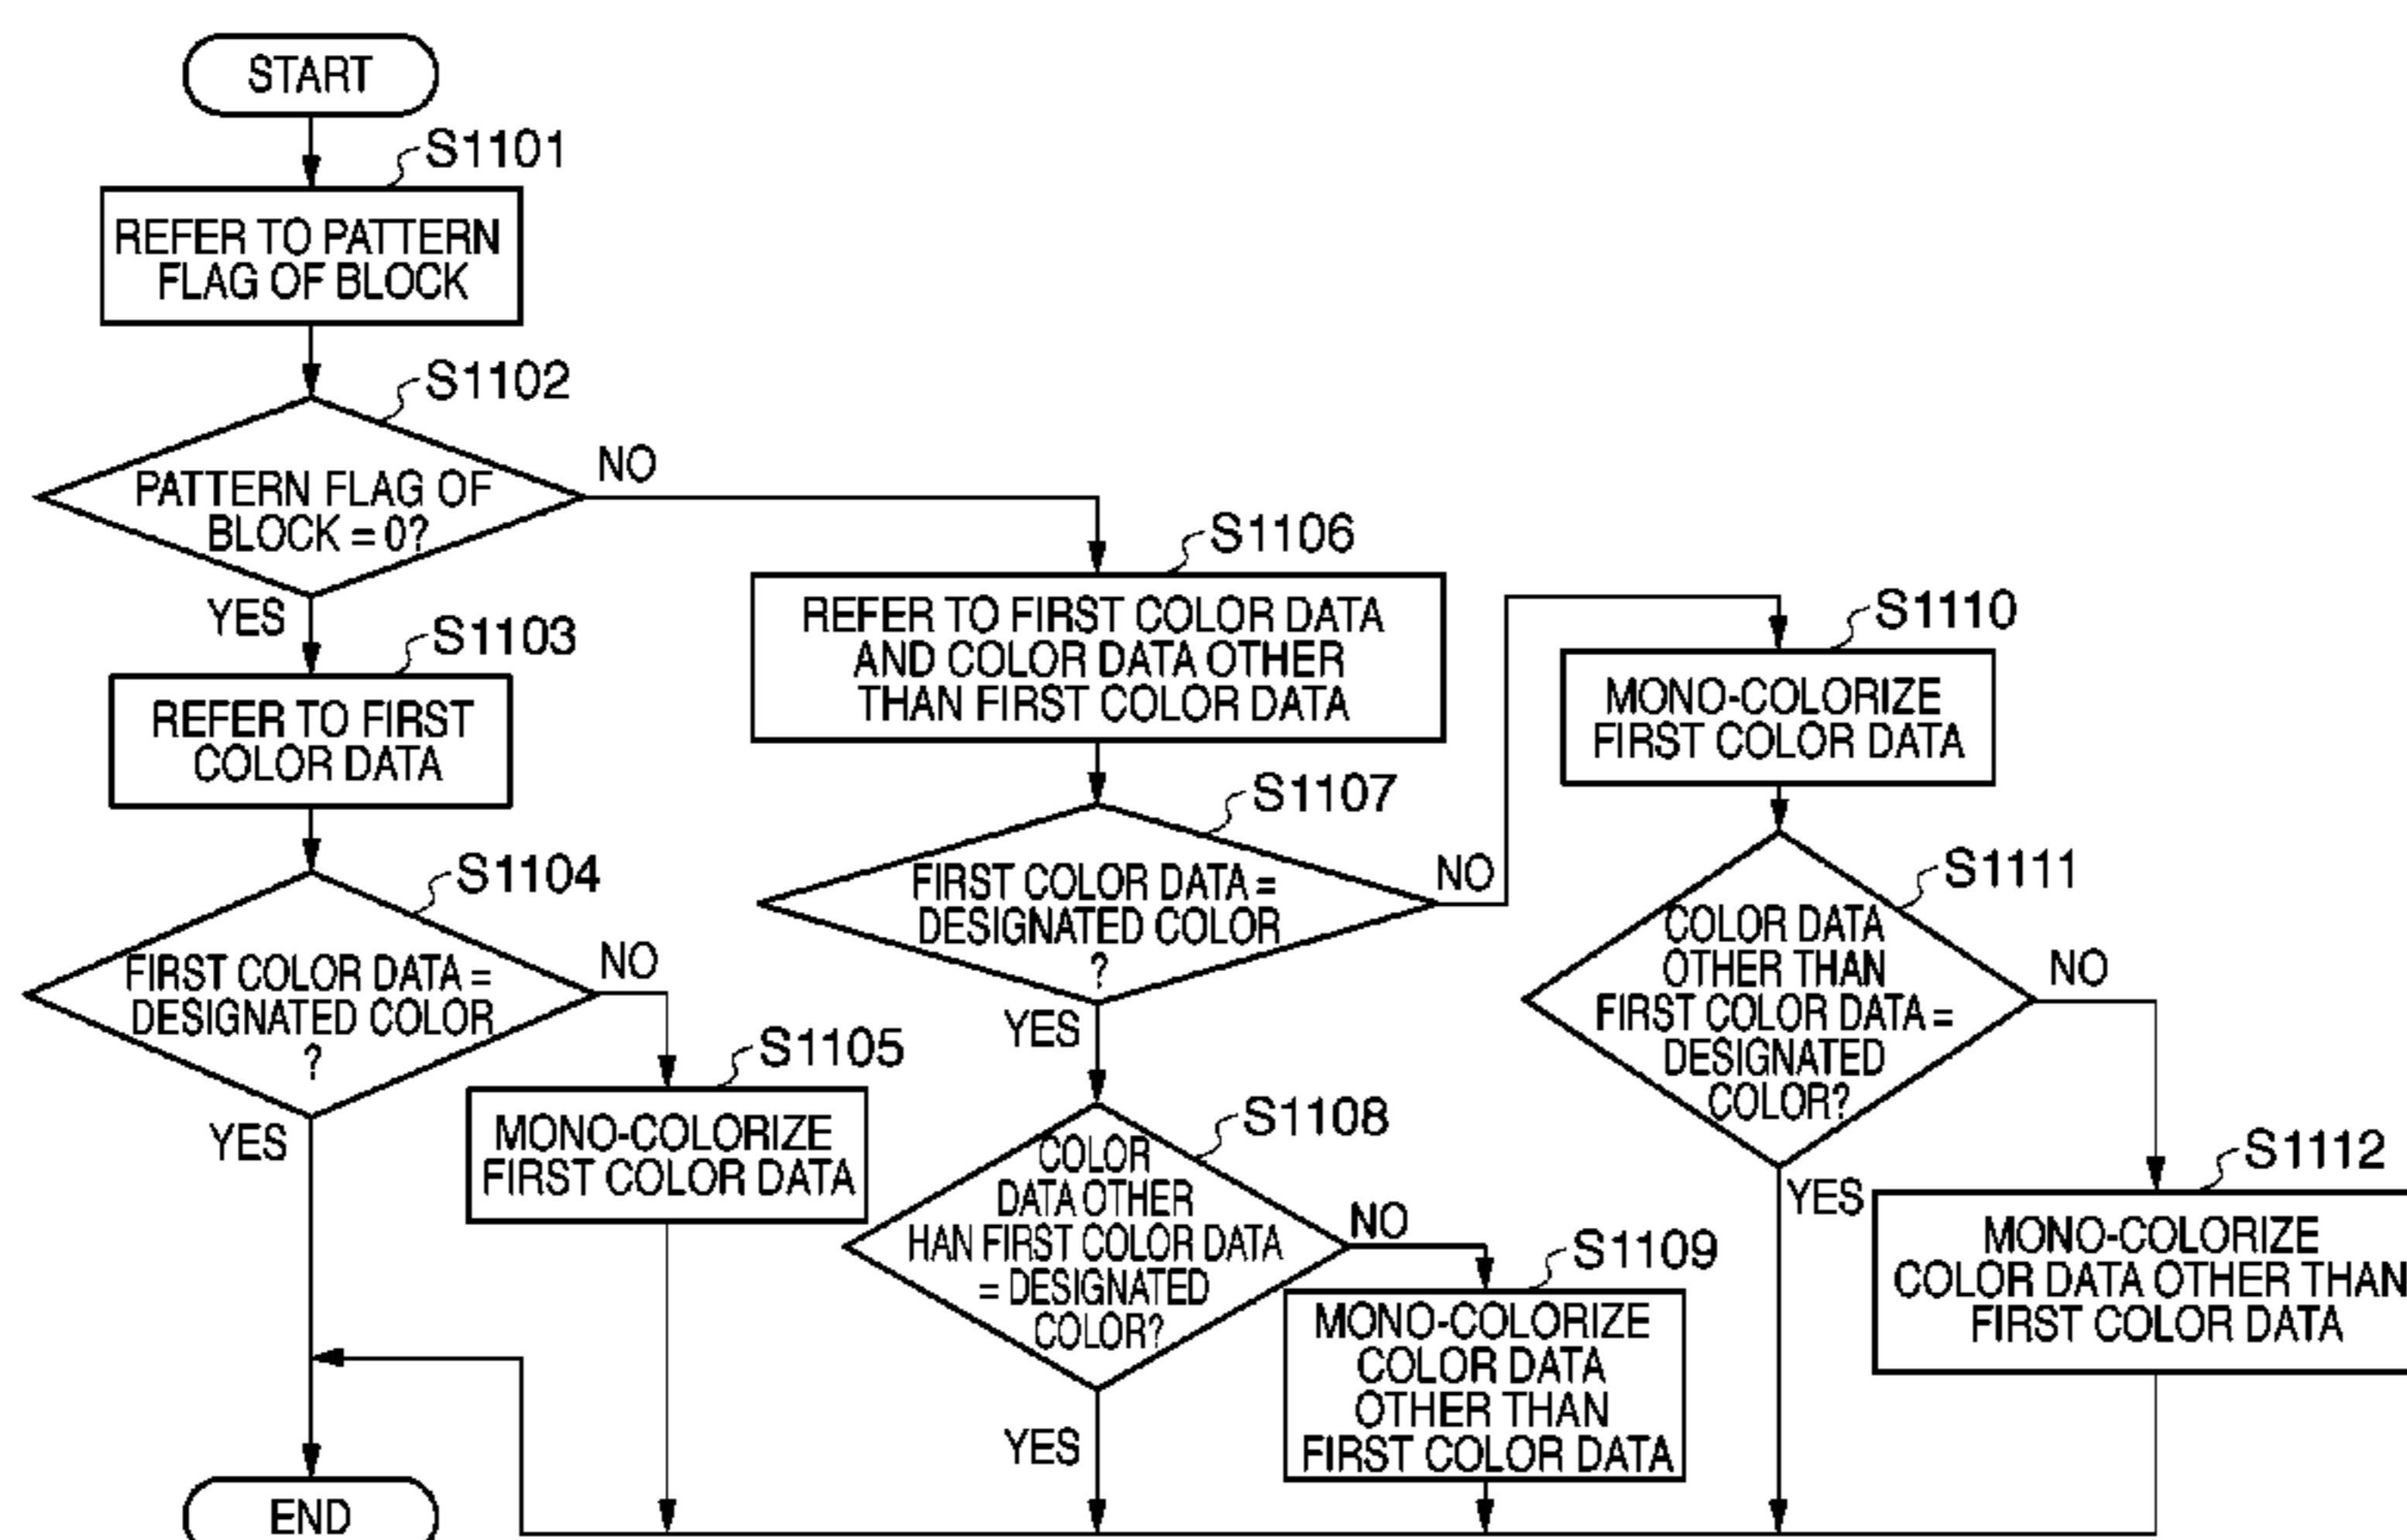 START
S1101
REFER TO PATTERN
FLAG OF BLOCK
S1102
PATTERN FLAG OF
BLOCK = 0?
NO
YES
S1103
REFER TO FIRST
COLOR DATA
S1104
FIRST COLOR DATA =
DESIGNATED COLOR
?
NO
YES
S1105
MONO-COLORIZE
FIRST COLOR DATA
S1106
REFER TO FIRST COLOR DATA
AND COLOR DATA OTHER
THAN FIRST COLOR DATA
S1107
FIRST COLOR DATA =
DESIGNATED COLOR
?
NO
YES
S1108
COLOR
DATA OTHER
HAN FIRST COLOR DATA
= DESIGNATED
COLOR?
NO
YES
S1109
MONO-COLORIZE
COLOR DATA
OTHER THAN
FIRST COLOR DATA
S1110
MONO-COLORIZE
FIRST COLOR DATA
S1111
COLOR DATA
OTHER THAN
FIRST COLOR DATA =
DESIGNATED
COLOR?
NO
YES
S1112
MONO-COLORIZE
COLOR DATA OTHER THAN
FIRST COLOR DATA
END